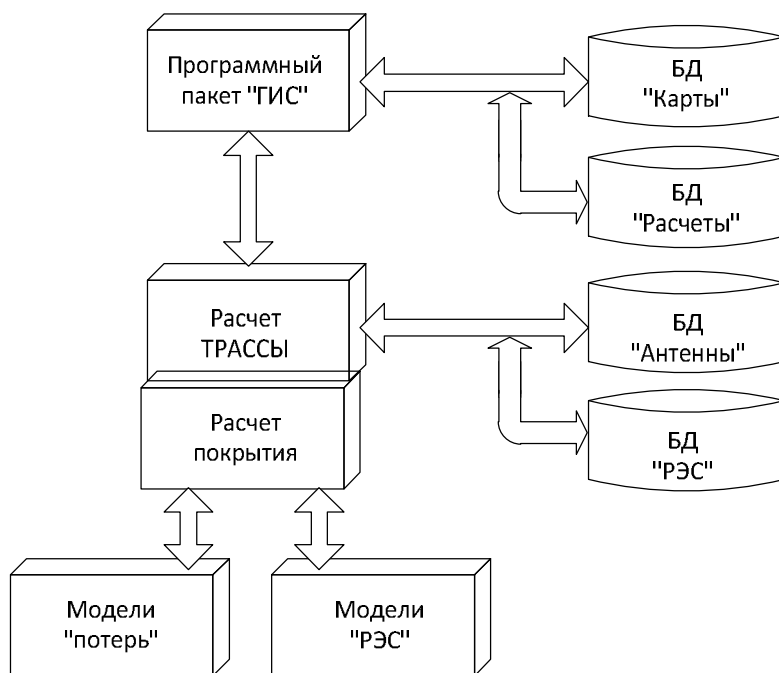 Программный
пакет "ГИС"
БД
"Карты"
БД
"Расчеты"
Расчет
ТРАССЫ
БД
"Антенны"
Расчет
покрытия
БД
"РЭС"
Модели
"потерь"
Модели
"РЭС"